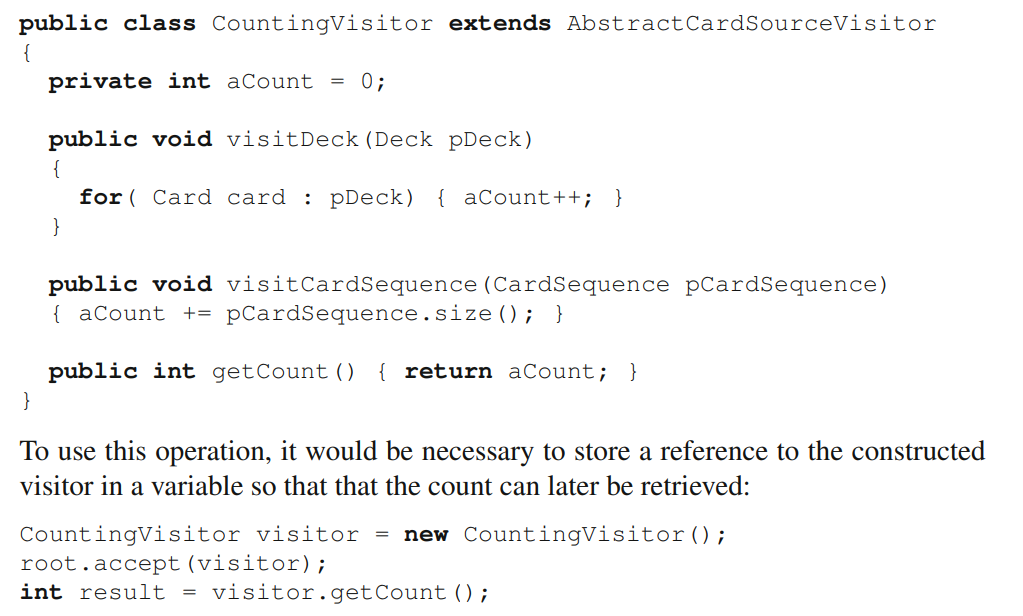 public class CountingVisitor extends AbstractCardSourceVisitor
{
private int aCount = 0;
public void visitDeck(Deck pDeck)
{
for( Card card : pDeck) { aCount++; }
}
public void visitCardSequence(CardSequence pCardSequence)
{ aCount += pCardSequence.size(); }
public int getCount() { return aCount; }
}
To use this operation, it would be necessary to store a reference to the constructed
visitor in a variable so that that the count can later be retrieved:
CountingVisitor visitor = new CountingVisitor();
root.accept(visitor);
int result = visitor.getCount();